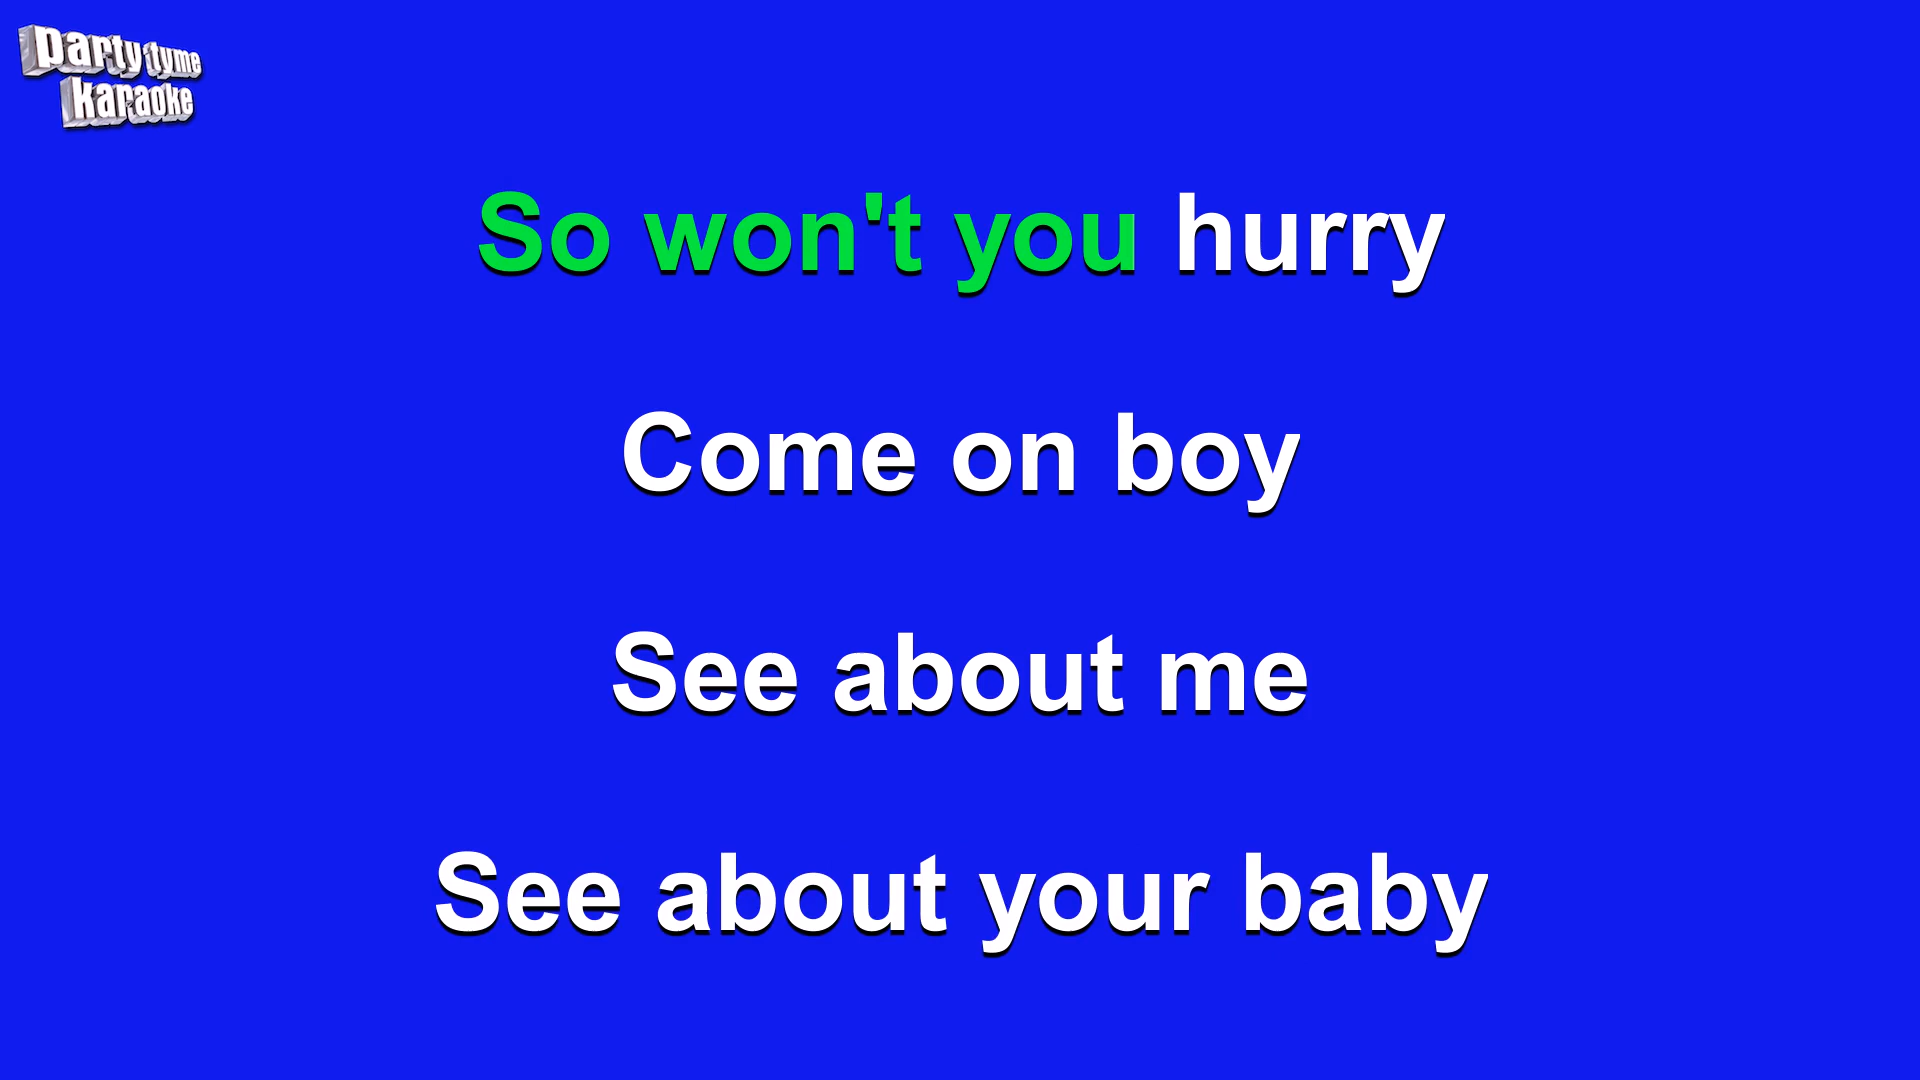 party tyme
karaoke
So won't you hurry
Come on boy
See about me
See about your baby